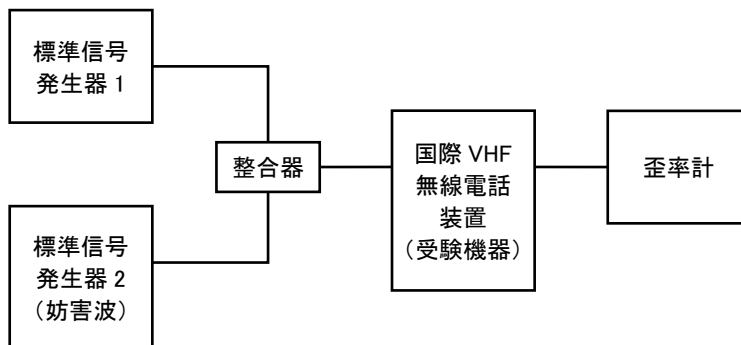 標準信号
発生器 1
整合器
標準信号
発生器 2
（妨害波）
国際 VHF
無線電話
装置
（受験機器）
歪率計